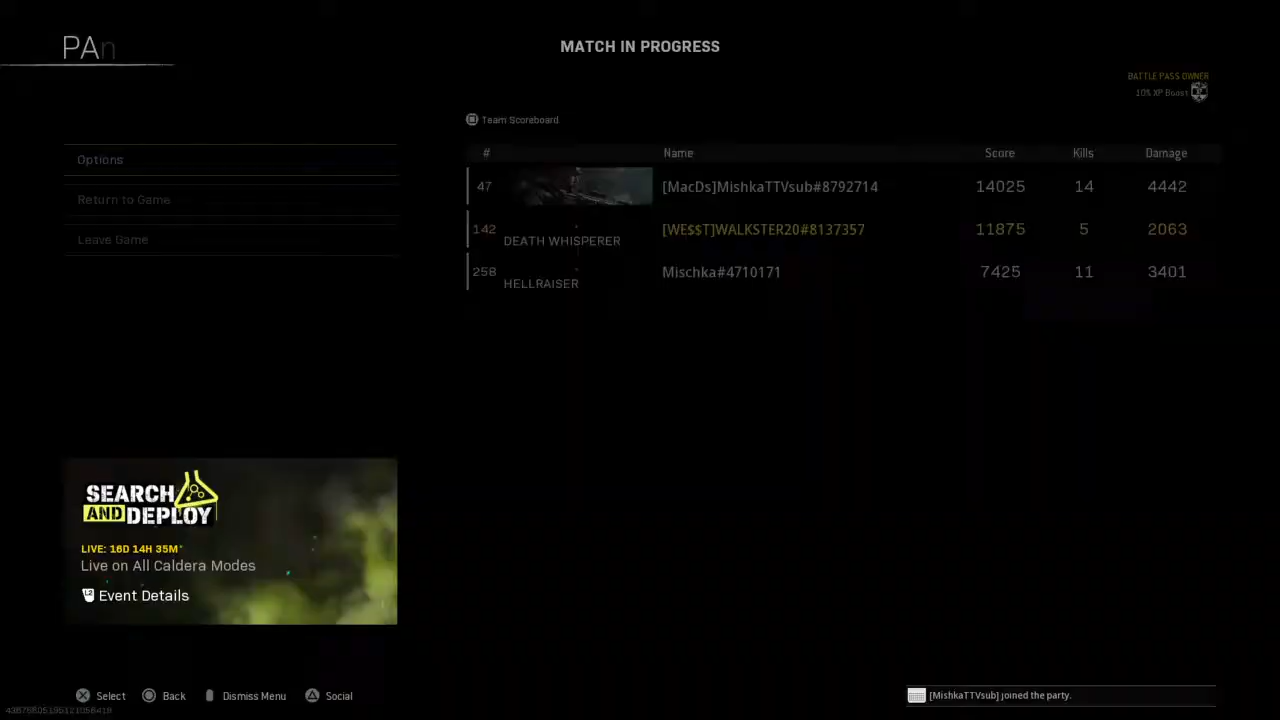 PAn
MATCH IN PROGRESS
BATTLE PASS OWNER
10% XP Boost
Team Scoreboard
# Name Score Kills Damage
Options
47 [MacDs]MishkaTTVsub#8792714 14025 14 4442
Return to Game
142 DEATH WHISPERER [WE$$T]WALKSTER20#8137357 11875 5 2063
Leave Game
258 HELLRAISER Mischka#4710171 7425 11 3401
SEARCH
AND DEPLOY
LIVE: 16D 14H 35M
Live on All Caldera Modes
Event Details
Select Back Dismiss Menu Social
[MishkaTTVsub] joined the party.